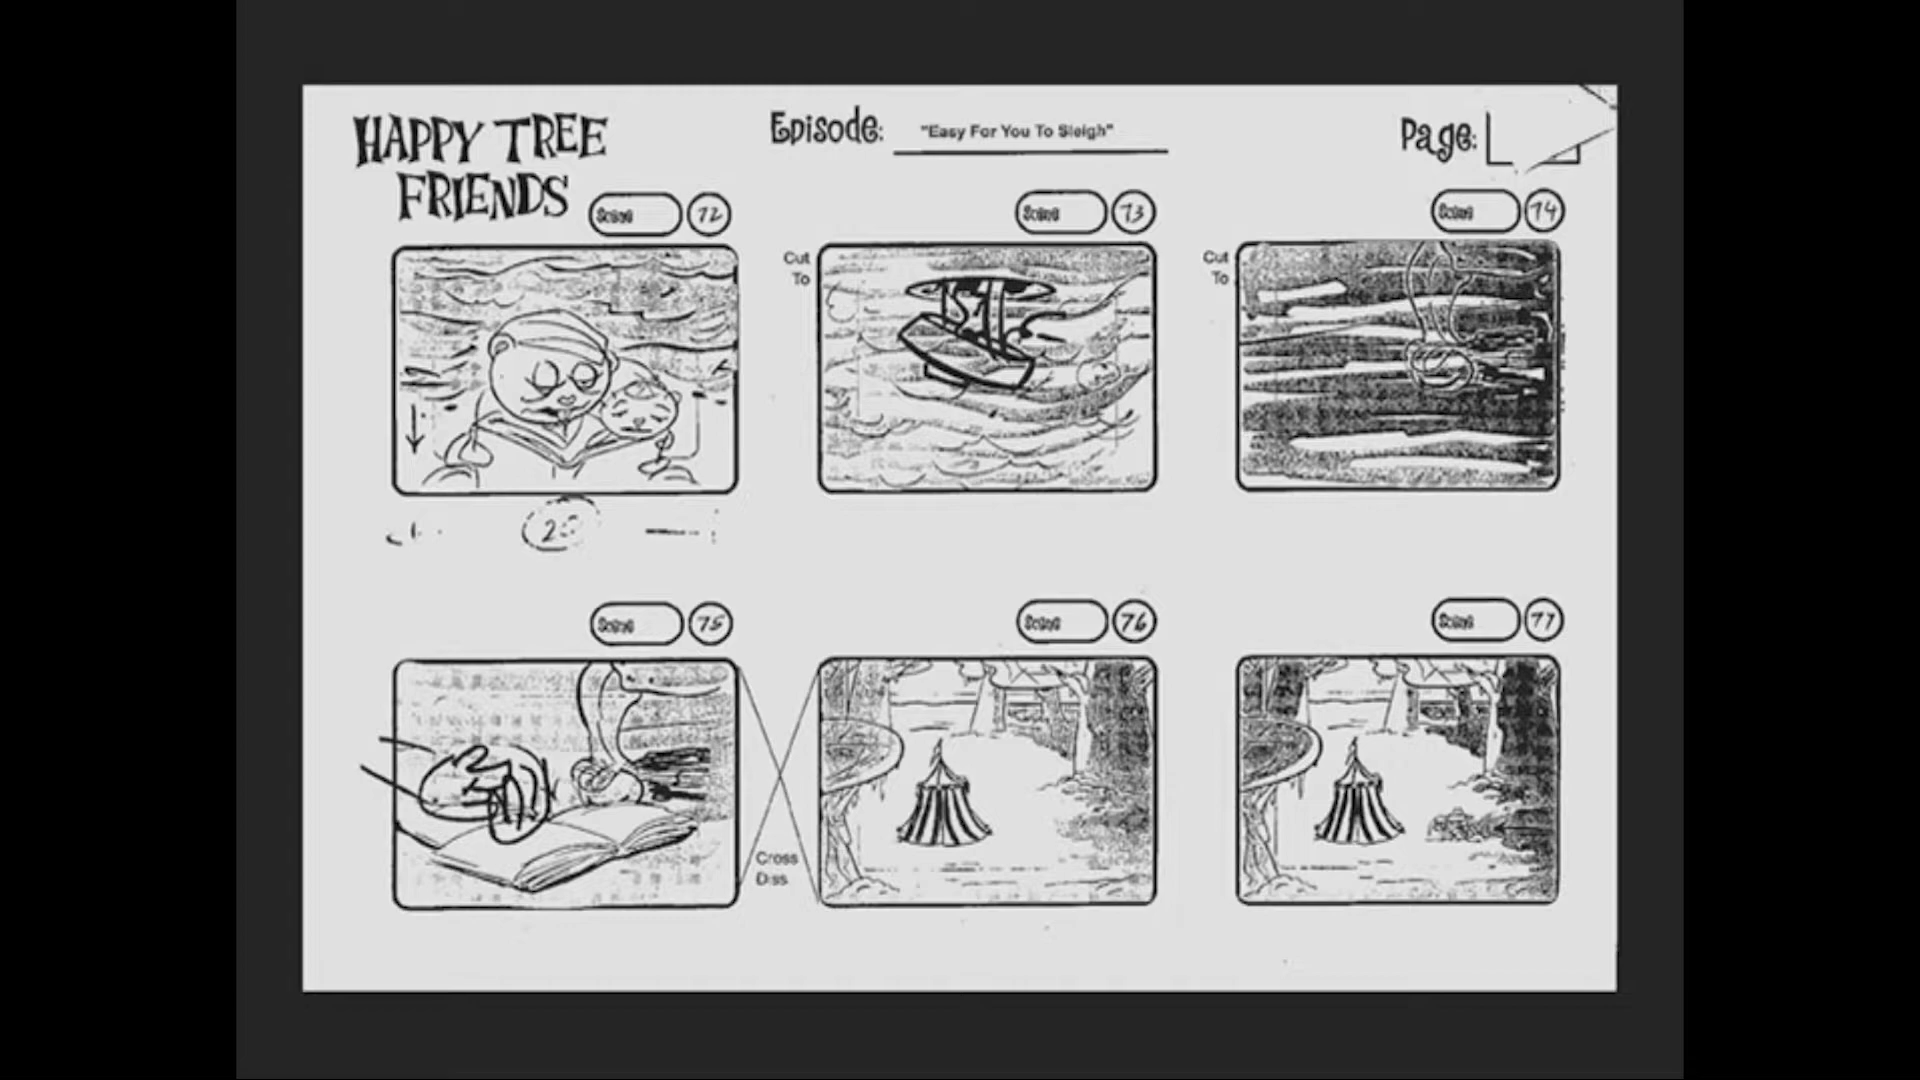 HAPPY TREE
FRIENDS
Episode: "Easy For You To Sleigh"
Page:
Scene 72
Scene 73
Scene 74
Cut
To
Cut
To
20
Scene 75
Scene 76
Scene 77
Cross
Diss